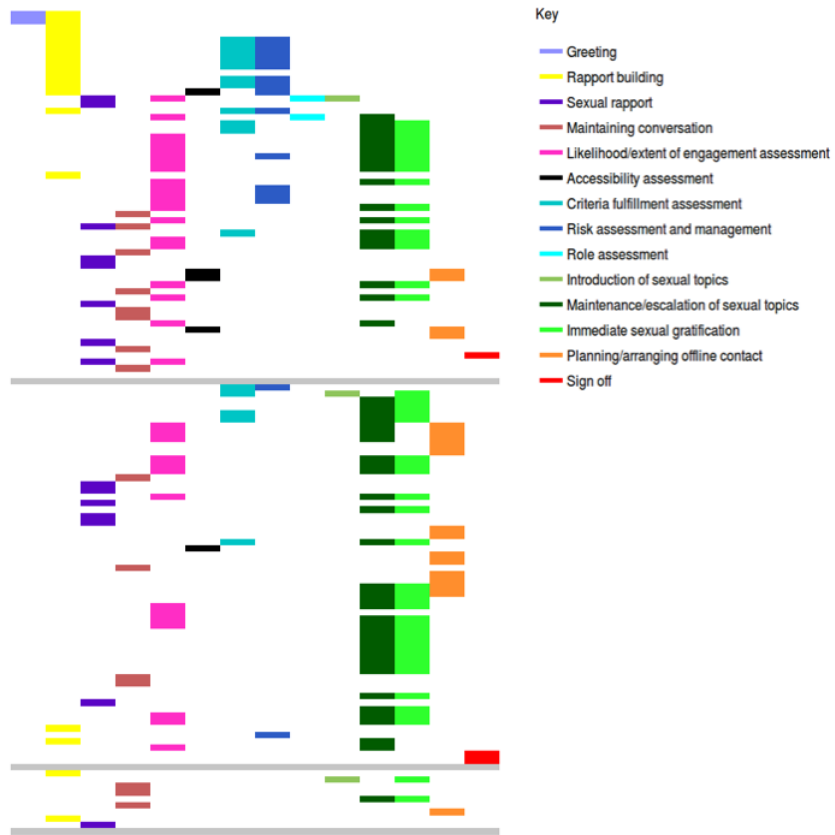 Key
Greeting
Rapport building
Sexual rapport
Maintaining conversation
Likelihood/extent of engagement assessment
Accessibility assessment
Criteria fulfillment assessment
Risk assessment and management
Role assessment
Introduction of sexual topics
Maintenance/escalation of sexual topics
Immediate sexual gratification
Planning/arranging offline contact
Sign off